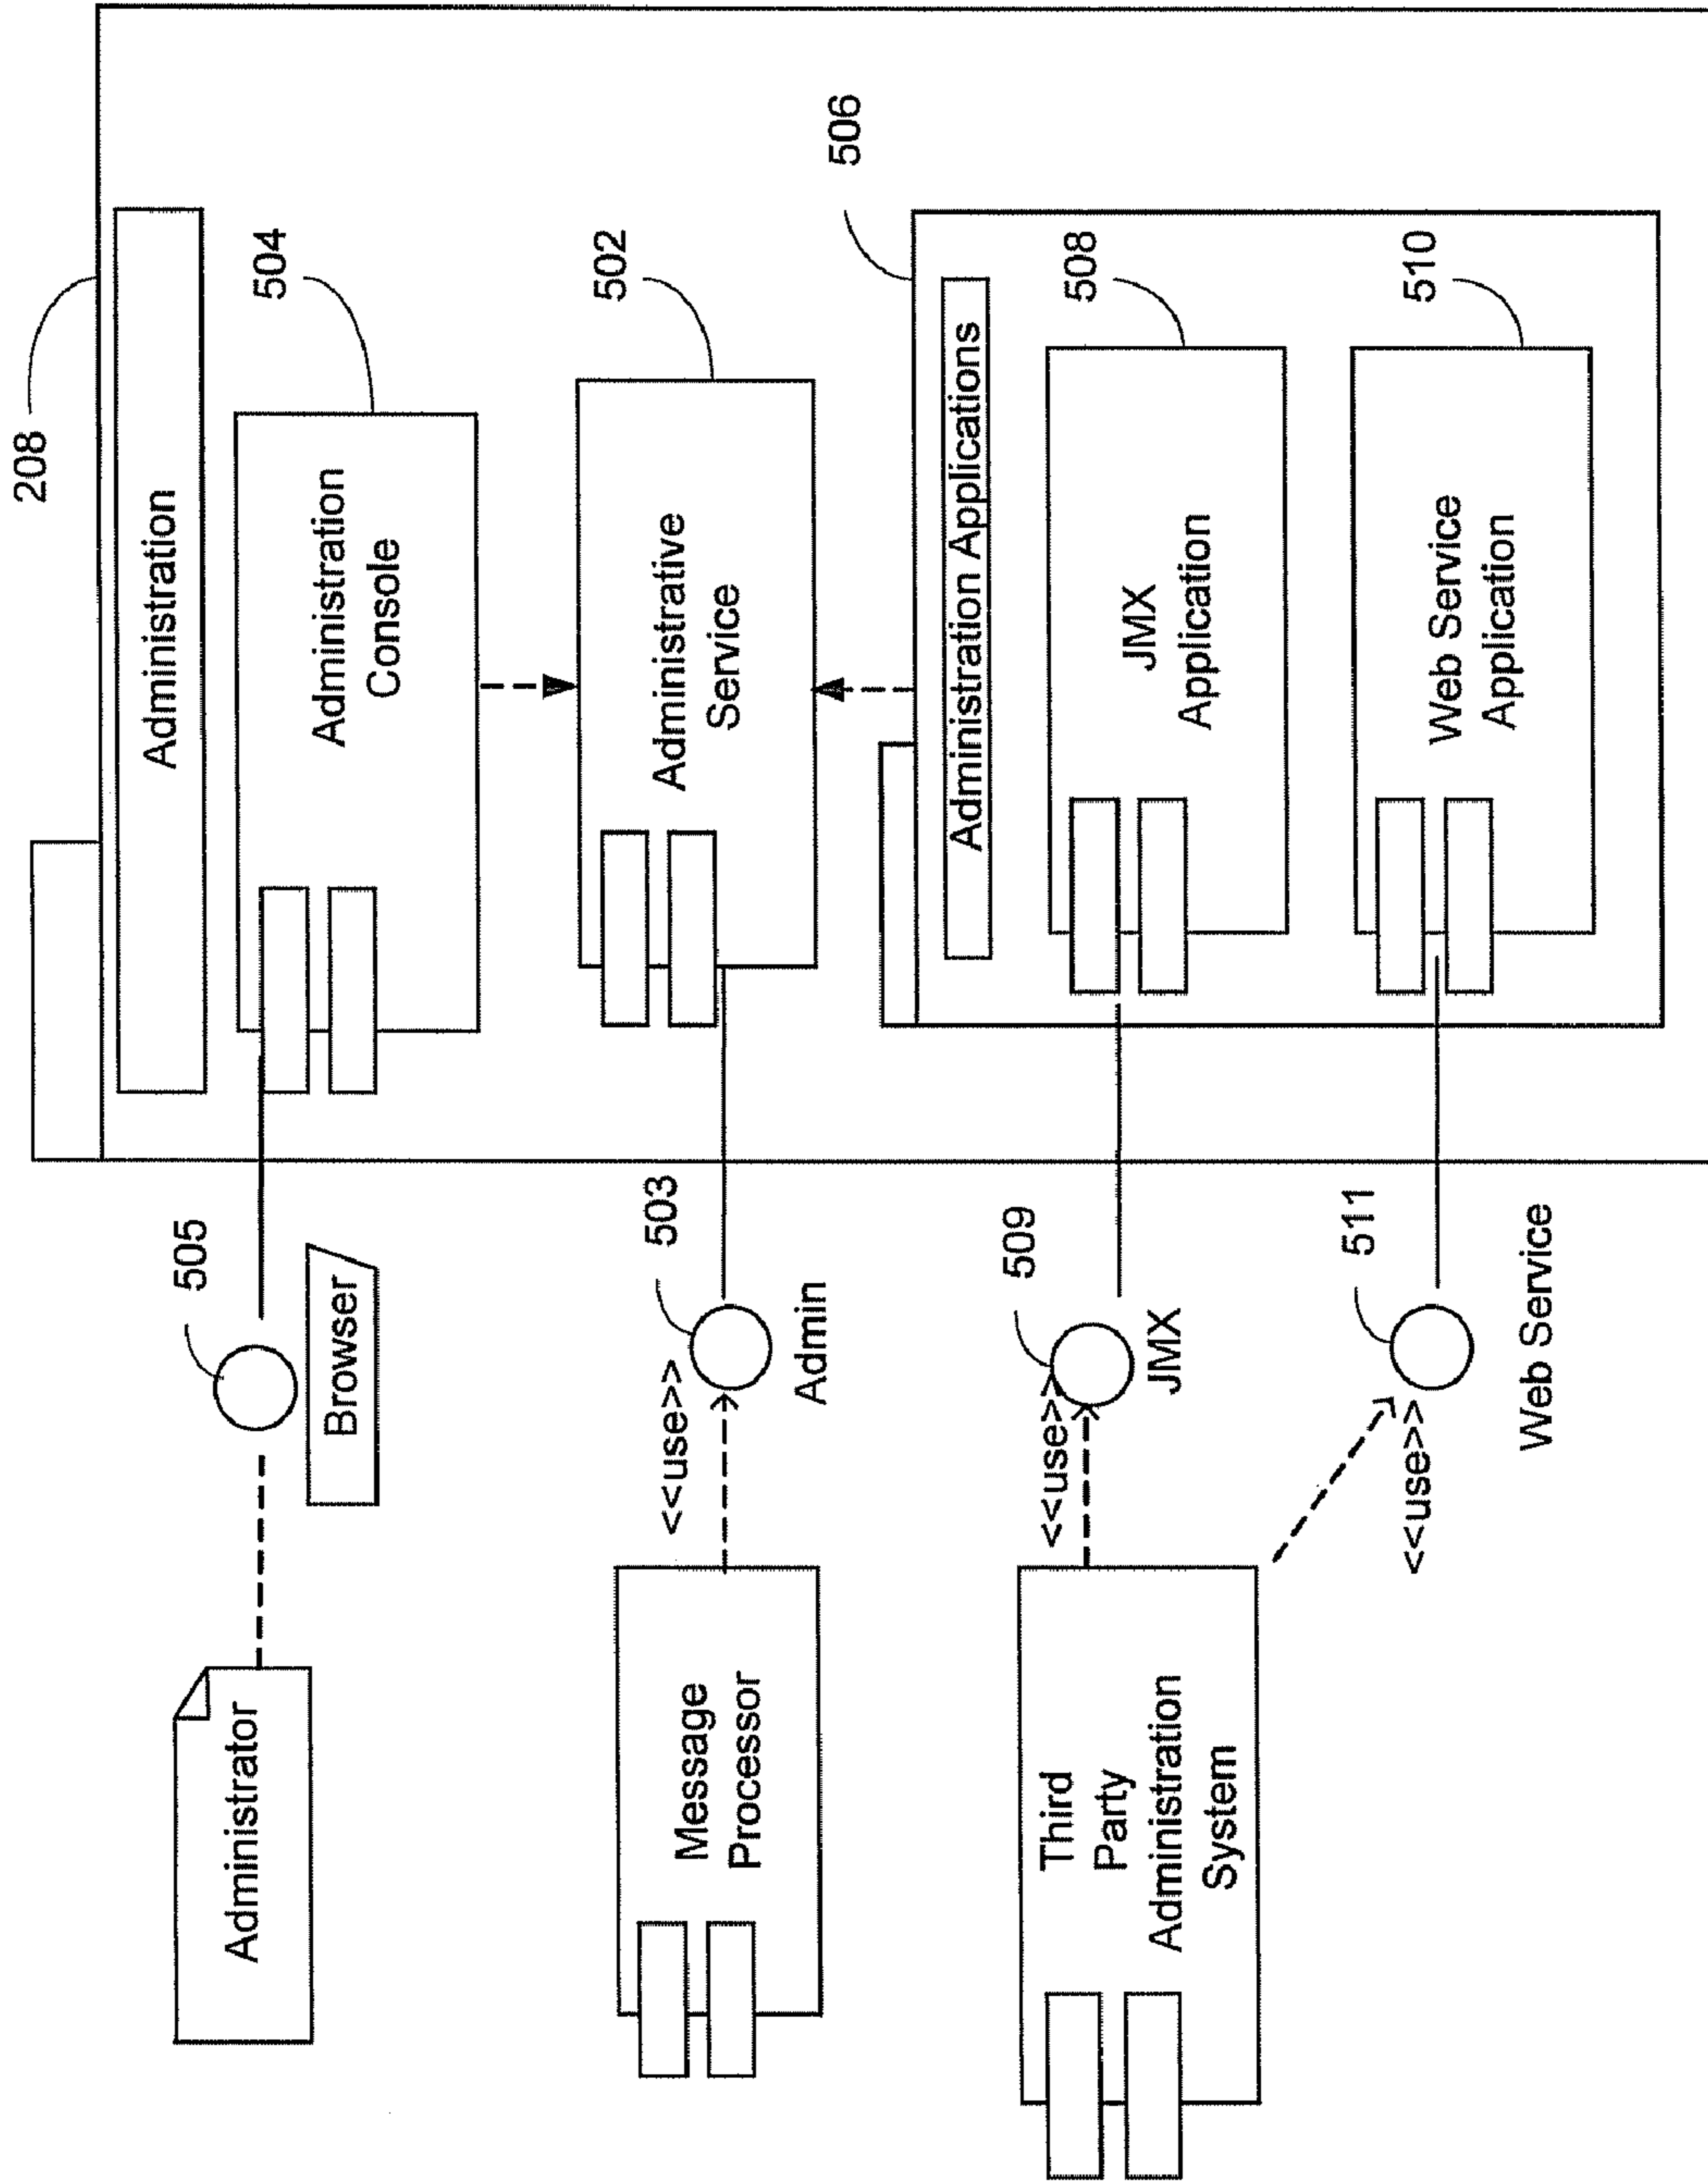 208
Administration
Administrator
505
Browser
504
Administration
Console
Message
Processor
<<use>>
503
Admin
502
Administrative
Service
506
Administration Applications
Third
Party
Administration
System
<<use>>
509
JMX
508
JMX
Application
<<use>>
511
Web Service
510
Web Service
Application